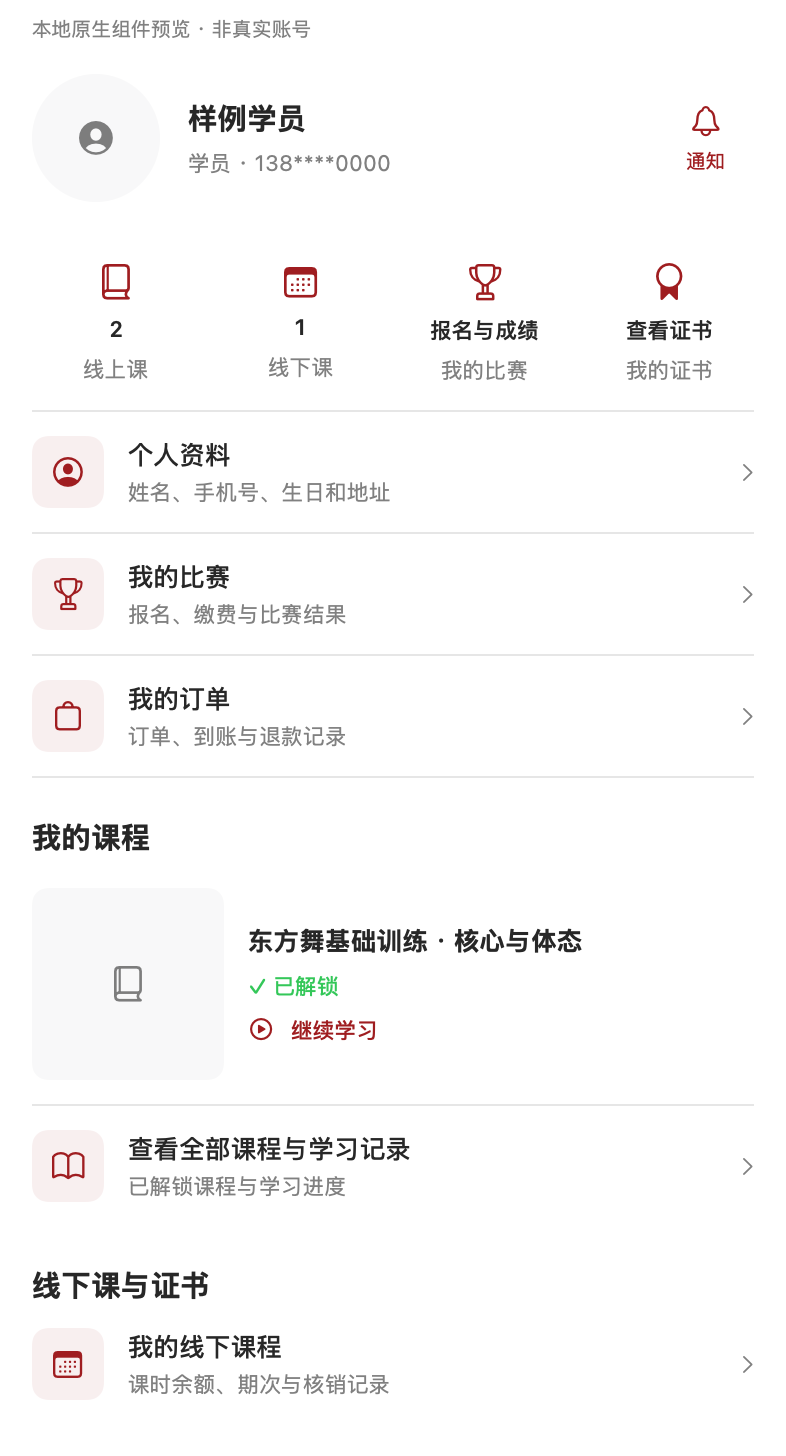 本地原生组件预览 · 非真实账号
样例学员
学员 · 138****0000
通知
2
线上课
1
线下课
报名与成绩
我的比赛
查看证书
我的证书
个人资料
姓名、手机号、生日和地址
我的比赛
报名、缴费与比赛结果
我的订单
订单、到账与退款记录
我的课程
东方舞基础训练 · 核心与体态
已解锁
继续学习
查看全部课程与学习记录
已解锁课程与学习进度
线下课与证书
我的线下课程
课时余额、期次与核销记录